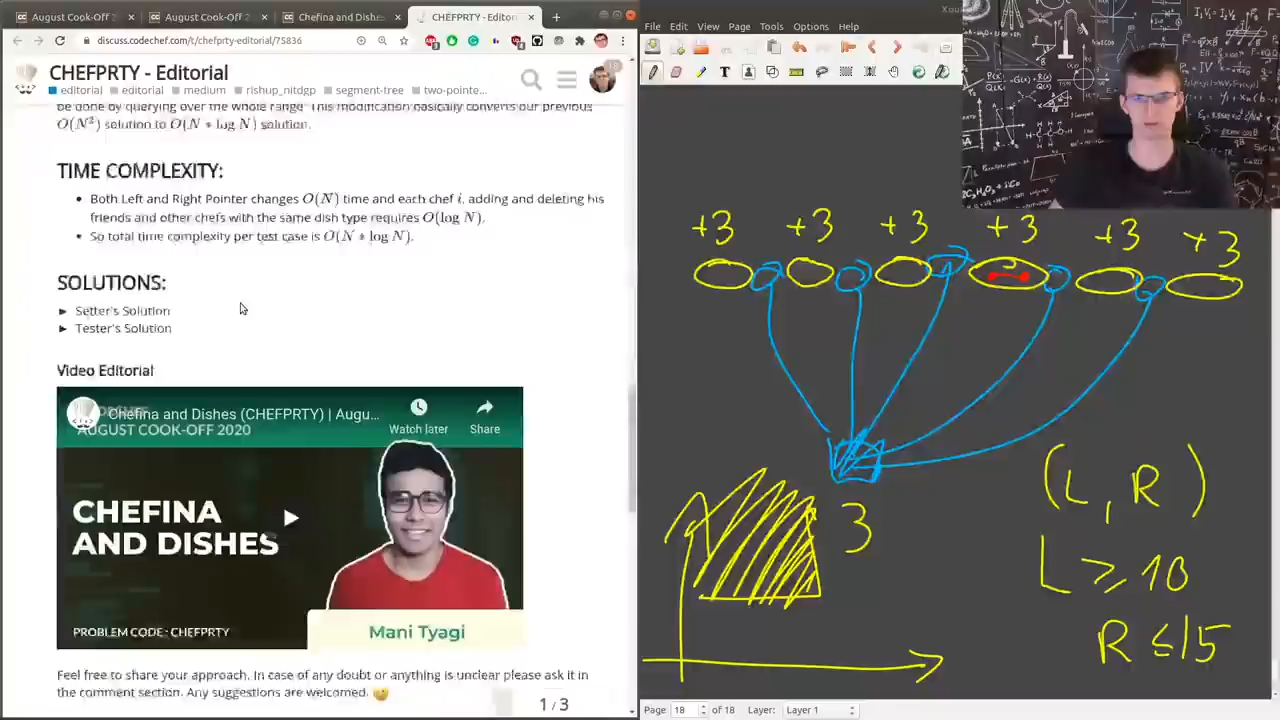 August Cook-Off 2
August Cook-Off 2
Chefina and Dishes
CHEFPRTY - Editori
discuss.codechef.com/t/chefprty-editorial/75836
CHEFPRTY - Editorial
editorial editorial medium rishup_nitdgp segment-tree two-pointe...
be done by querying over the whole range. This modification basically converts our previous
O(N²) solution to O(N * log N) solution.
TIME COMPLEXITY:
Both Left and Right Pointer changes O(N) time and each chef i, adding and deleting his
friends and other chefs with the same dish type requires O(log N).
So total time complexity per test case is O(N * log N).
SOLUTIONS:
Setter's Solution
Tester's Solution
Video Editorial
Chefina and Dishes (CHEFPRTY) | Augu...
AUGUST COOK-OFF 2020
Watch later
Share
CHEFINA
AND DISHES
PROBLEM CODE : CHEFPRTY
Mani Tyagi
Feel free to share your approach. In case of any doubt or anything is unclear please ask it in
the comment section. Any suggestions are welcomed.
1 / 3
File Edit View Page Tools Options Help
+3 +3 +3 +3 +3 +3
3
(L, R)
L ≥ 10
R ≤ 15
Page 18 of 18 Layer: Layer 1